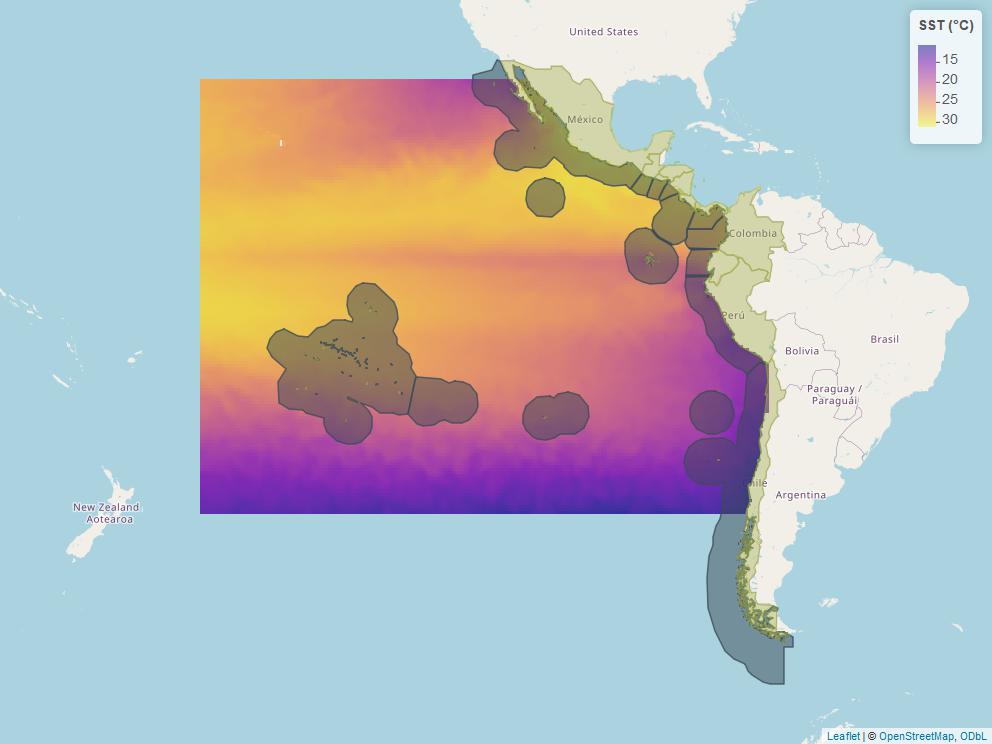 United States
SST (°C)
15
20
25
30
México
Colombia
Perú
Brasil
Bolivia
Paraguay /
Paraguái
hile
Argentina
New Zealand
Aotearoa
Leaflet | © OpenStreetMap, ODbL